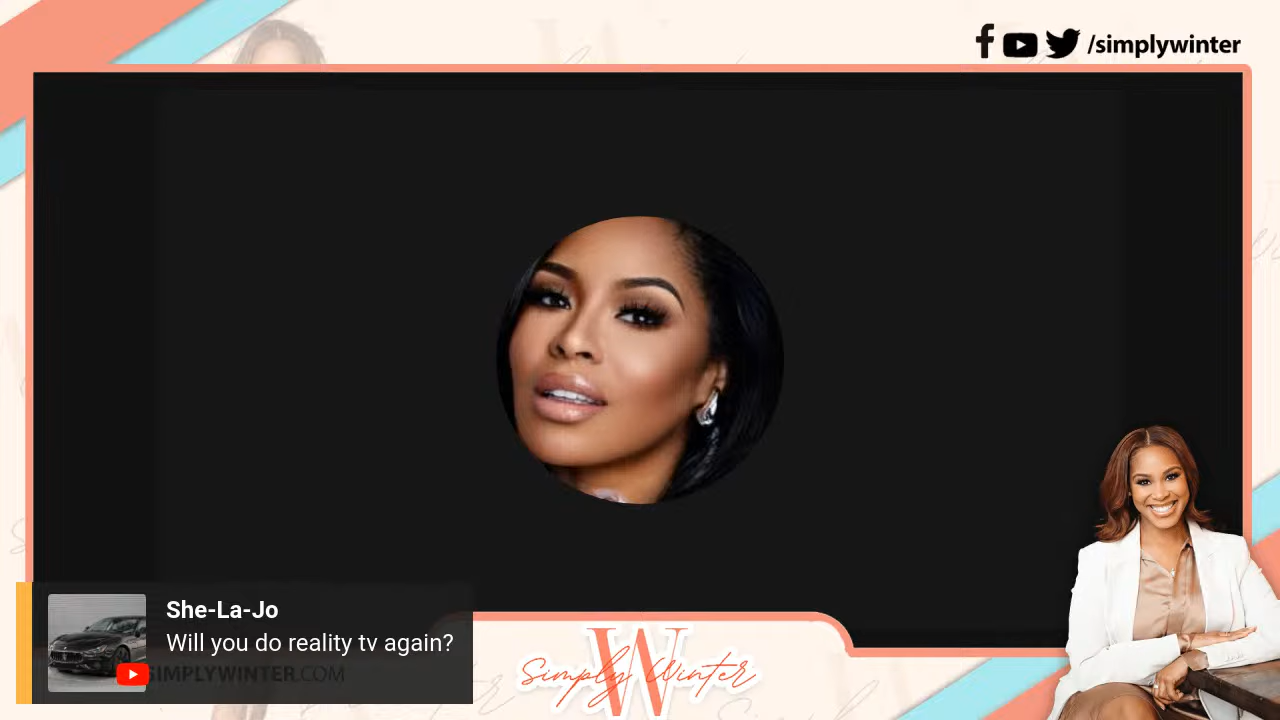 /simplywinter
She-La-Jo
Will you do reality tv again?
SIMPLYWINTER.COM
W
Simply Winter